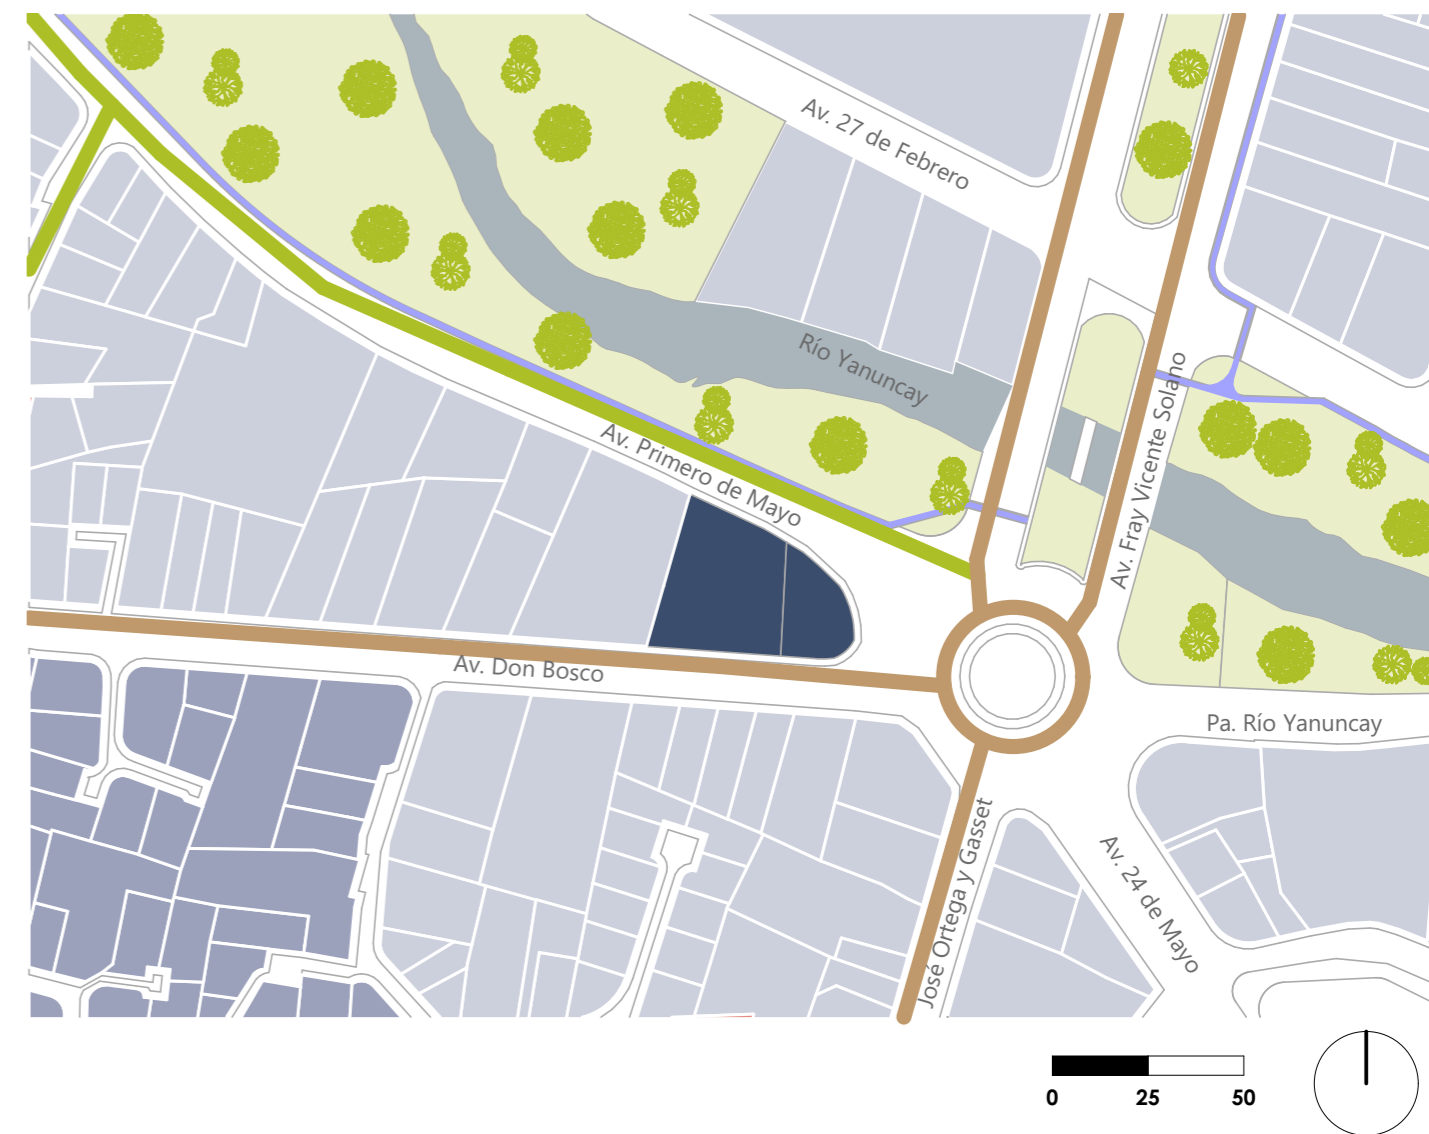 Av. 27 de Febrero
Río Yanuncay
Av. Fray Vicente Solano
Av. Primero de Mayo
Av. Don Bosco
Pa. Río Yanuncay
José Ortega y Gasset
Av. 24 de Mayo
0 25 50